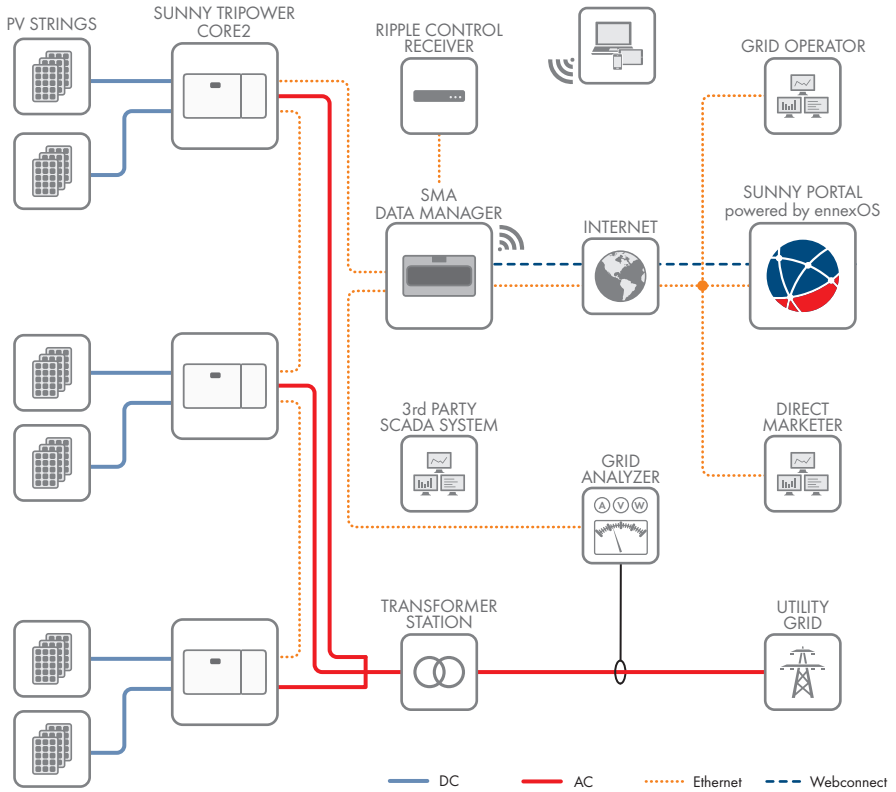 PV STRINGS
SUNNY TRIPOWER
CORE2
RIPPLE CONTROL
RECEIVER
GRID OPERATOR
SMA
DATA MANAGER
INTERNET
SUNNY PORTAL
powered by ennexOS
3rd PARTY
SCADA SYSTEM
GRID
ANALYZER
A V W
DIRECT
MARKETER
TRANSFORMER
STATION
UTILITY
GRID
DC
AC
Ethernet
Webconnect